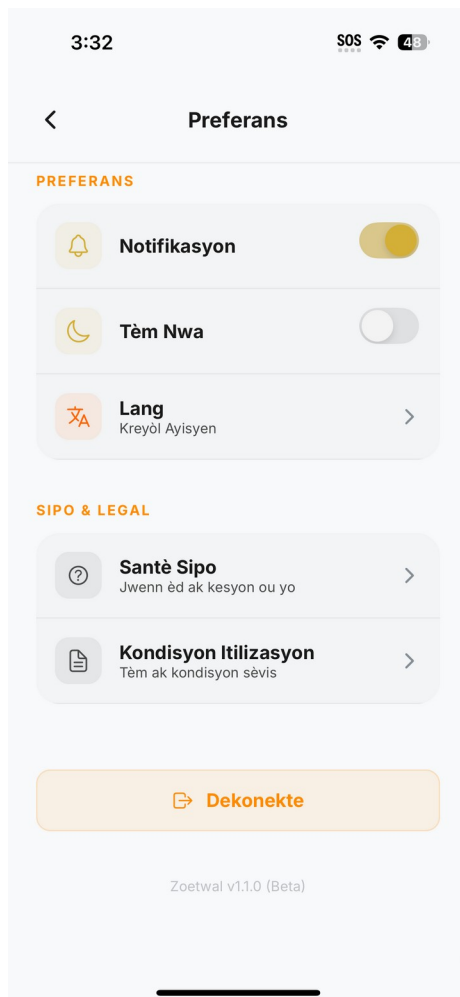 3:32
SOS
48
Preferans
PREFERANS
Notifikasyon
Tèm Nwa
Lang
Kreyòl Ayisyen
SIPO & LEGAL
Santè Sipo
Jwenn èd ak kesyon ou yo
Kondisyon Itilizasyon
Tèm ak kondisyon sèvis
Dekonekte
Zoetwal v1.1.0 (Beta)